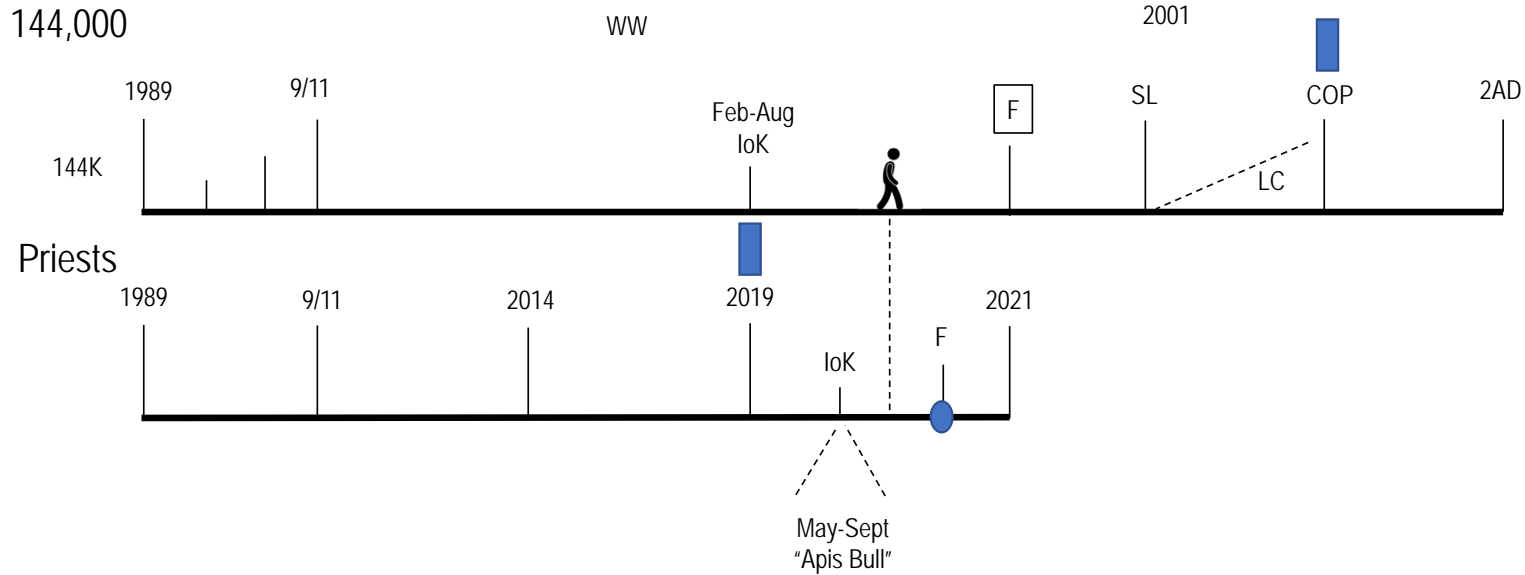 144,000
WW
2001
1989
9/11
Feb-Aug
IoK
F
SL
COP
2AD
144K
LC
Priests
1989
9/11
2014
2019
IoK
F
2021
May-Sept
“Apis Bull”